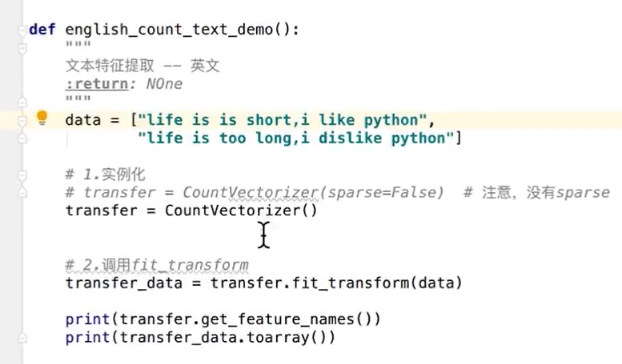 def english_count_text_demo():
"""
文本特征提取 -- 英文
:return: NOne
"""
data = ["life is is short,i like python",
"life is too long,i dislike python"]
# 1.实例化
# transfer = CountVectorizer(sparse=False)  # 注意，没有sparse
transfer = CountVectorizer()
# 2.调用fit_transform
transfer_data = transfer.fit_transform(data)
print(transfer.get_feature_names())
print(transfer_data.toarray())